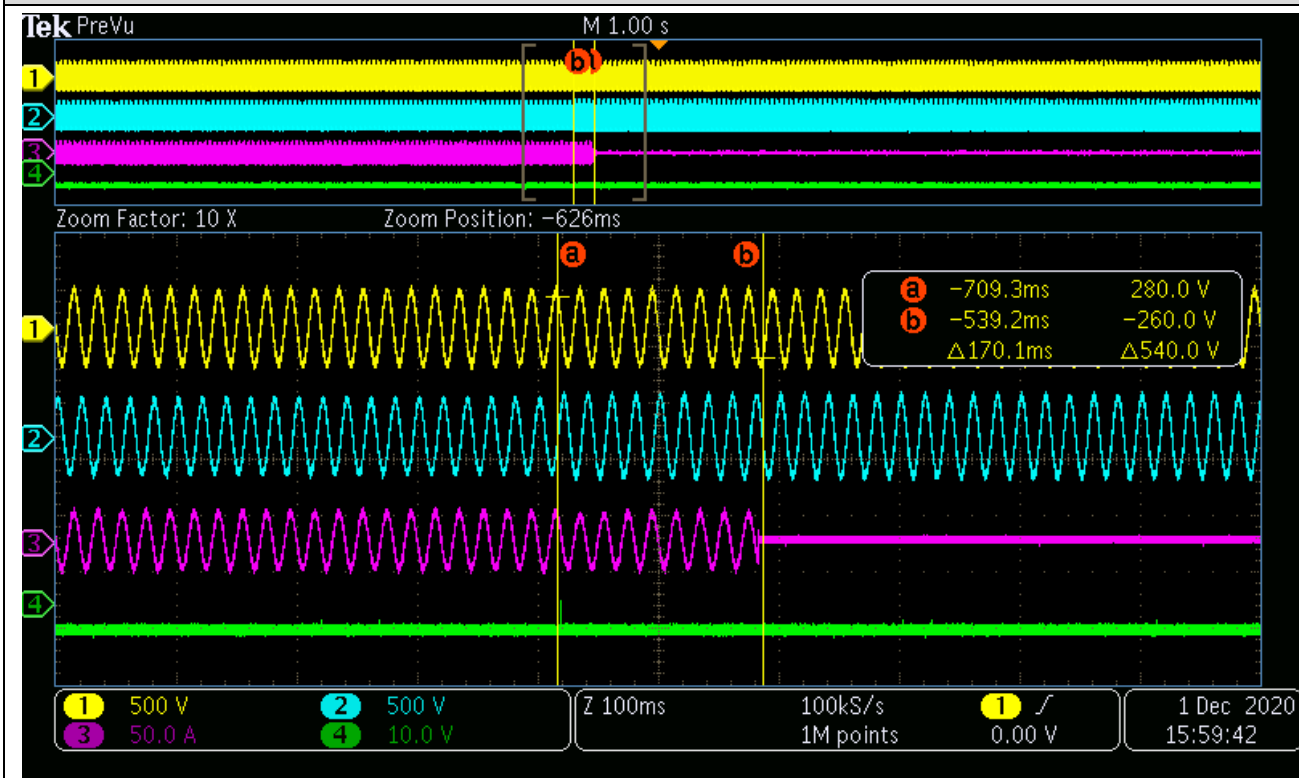 Tek PreVu M 1.00 s
b
1
2
3
4
Zoom Factor: 10 X Zoom Position: -626ms
a b
a -709.3ms 280.0 V
b -539.2ms -260.0 V
△170.1ms △540.0 V
1
2
3
4
1 500 V 2 500 V Z 100ms 100kS/s 1 1 Dec 2020
3 50.0 A 4 10.0 V 1M points 0.00 V 15:59:42